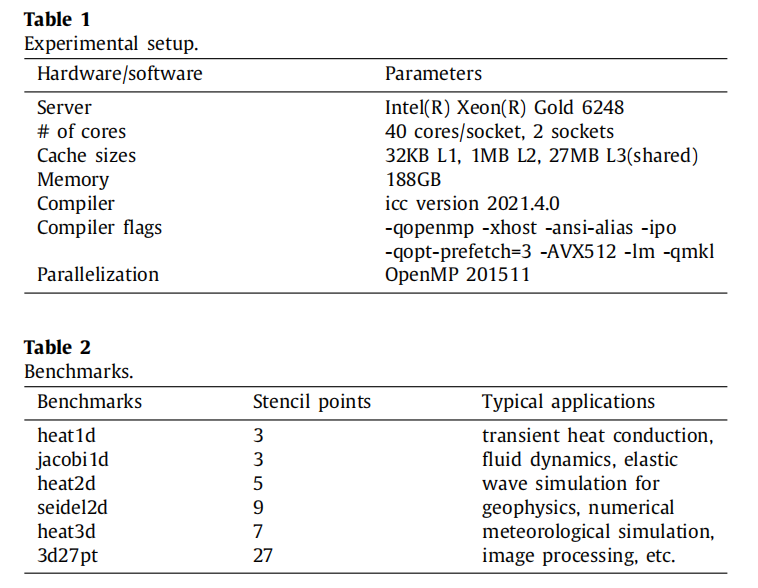 Table 1
Experimental setup.
Hardware/software Parameters
Server Intel(R) Xeon(R) Gold 6248
# of cores 40 cores/socket, 2 sockets
Cache sizes 32KB L1, 1MB L2, 27MB L3(shared)
Memory 188GB
Compiler icc version 2021.4.0
Compiler flags -qopenmp -xhost -ansi-alias -ipo
-qopt-prefetch=3 -AVX512 -lm -qmkl
Parallelization OpenMP 201511
Table 2
Benchmarks.
Benchmarks Stencil points Typical applications
heat1d 3 transient heat conduction,
jacobi1d 3 fluid dynamics, elastic
heat2d 5 wave simulation for
seidel2d 9 geophysics, numerical
heat3d 7 meteorological simulation,
3d27pt 27 image processing, etc.